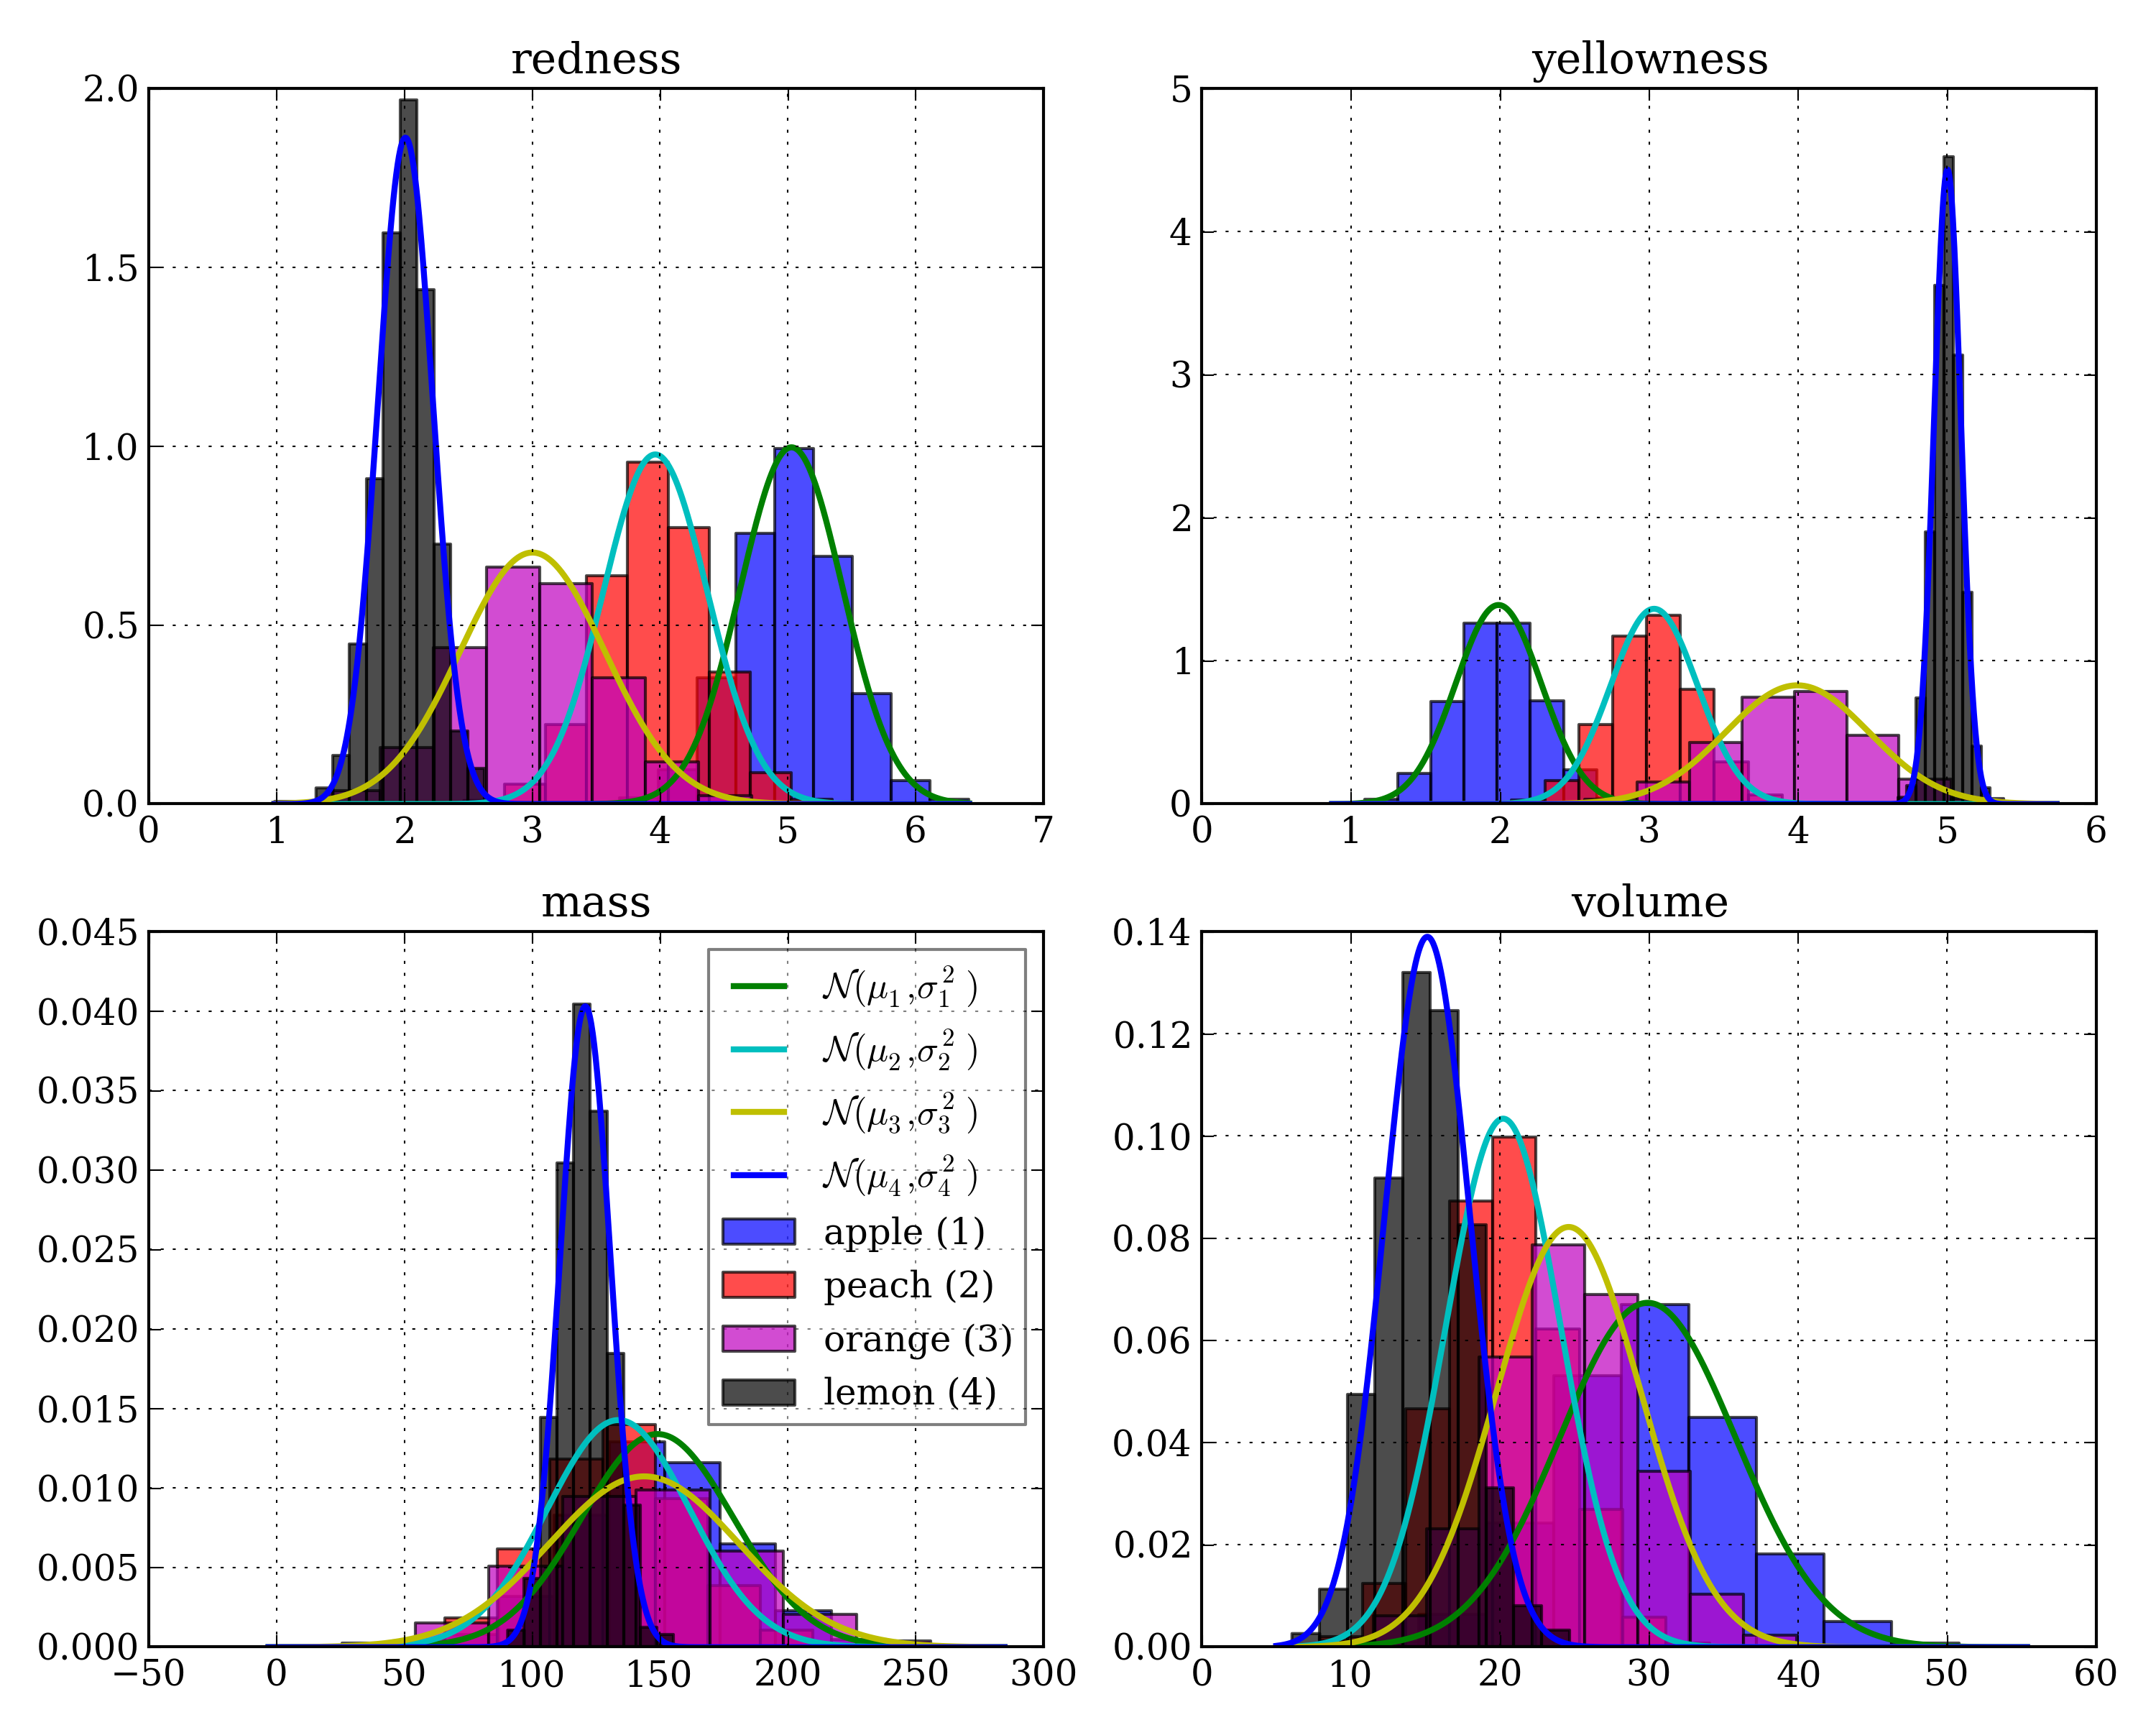 redness
2.0
1.5
1.0
0.5
0.0
0 1 2 3 4 5 6 7
yellowness
5
4
3
2
1
0
0 1 2 3 4 5 6
mass
0.045
0.040
0.035
0.030
0.025
0.020
0.015
0.010
0.005
0.000
−50 0 50 100 150 200 250 300
𝒩(μ₁,σ₁²)
𝒩(μ₂,σ₂²)
𝒩(μ₃,σ₃²)
𝒩(μ₄,σ₄²)
apple (1)
peach (2)
orange (3)
lemon (4)
volume
0.14
0.12
0.10
0.08
0.06
0.04
0.02
0.00
0 10 20 30 40 50 60